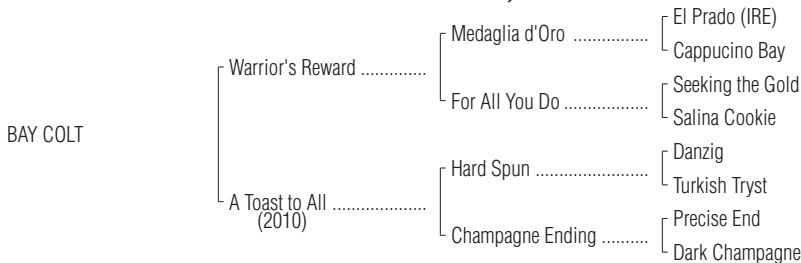 El Prado (IRE)
Medaglia d'Oro ................
Cappucino Bay
Warrior's Reward ..............
Seeking the Gold
For All You Do ..................
Salina Cookie
BAY COLT
Danzig
Hard Spun ........................
Turkish Tryst
A Toast to All ....................
(2010)
Precise End
Champagne Ending ..........
Dark Champagne